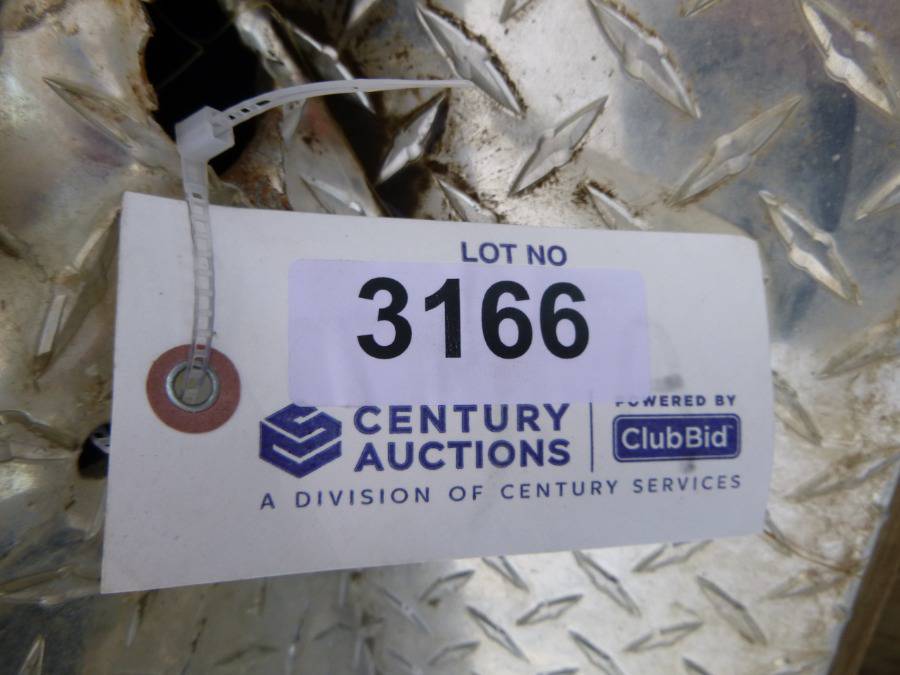 LOT NO
3166
CENTURY
AUCTIONS
POWERED BY
ClubBid
A DIVISION OF CENTURY SERVICES